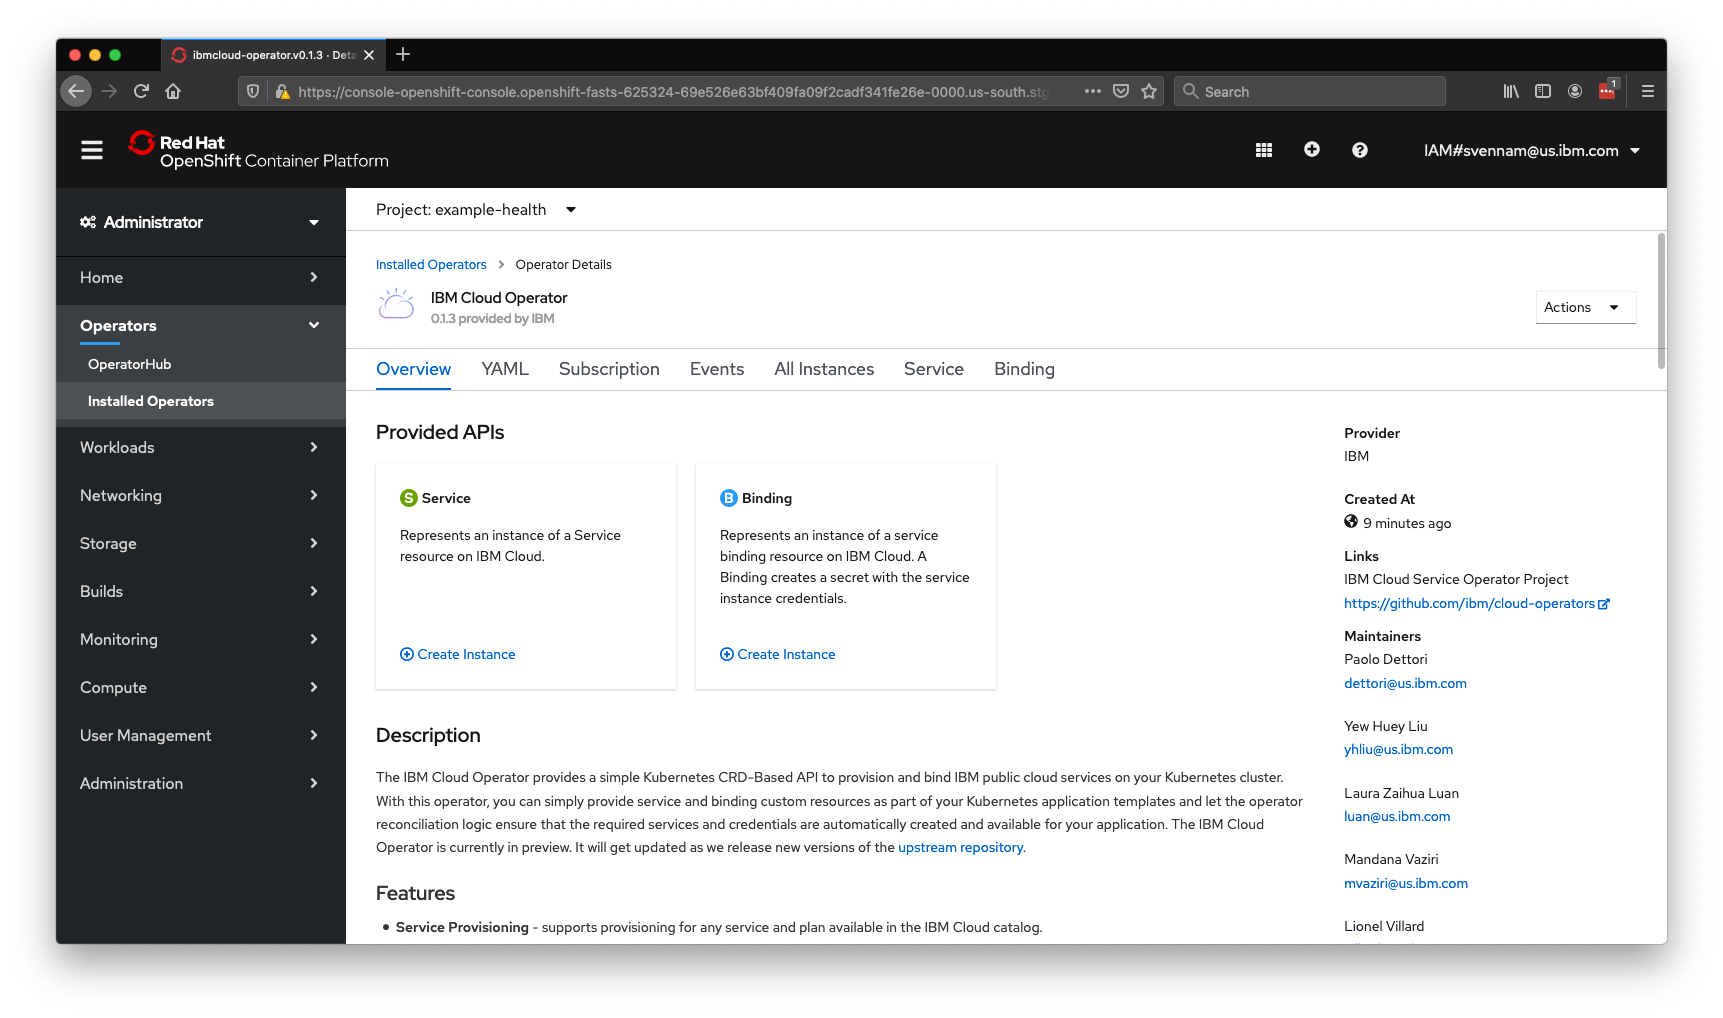 ibmcloud-operator.v0.1.3 · Deta
https://console-openshift-console.openshift-fasts-625324-69e526e63bf409fa09f2cadf341fe26e-0000.us-south.stg
Search
1
Red Hat
OpenShift Container Platform
IAM#svennam@us.ibm.com
Administrator
Home
Operators
OperatorHub
Installed Operators
Workloads
Networking
Storage
Builds
Monitoring
Compute
User Management
Administration
Project: example-health
Installed Operators > Operator Details
IBM Cloud Operator
0.1.3 provided by IBM
Actions
Overview YAML Subscription Events All Instances Service Binding
Provided APIs
S Service
Represents an instance of a Service
resource on IBM Cloud.
Create Instance
B Binding
Represents an instance of a service
binding resource on IBM Cloud. A
Binding creates a secret with the service
instance credentials.
Create Instance
Description
The IBM Cloud Operator provides a simple Kubernetes CRD-Based API to provision and bind IBM public cloud services on your Kubernetes cluster.
With this operator, you can simply provide service and binding custom resources as part of your Kubernetes application templates and let the operator
reconciliation logic ensure that the required services and credentials are automatically created and available for your application. The IBM Cloud
Operator is currently in preview. It will get updated as we release new versions of the upstream repository.
Features
• Service Provisioning - supports provisioning for any service and plan available in the IBM Cloud catalog.
Provider
IBM
Created At
9 minutes ago
Links
IBM Cloud Service Operator Project
https://github.com/ibm/cloud-operators
Maintainers
Paolo Dettori
dettori@us.ibm.com
Yew Huey Liu
yhliu@us.ibm.com
Laura Zaihua Luan
luan@us.ibm.com
Mandana Vaziri
mvaziri@us.ibm.com
Lionel Villard